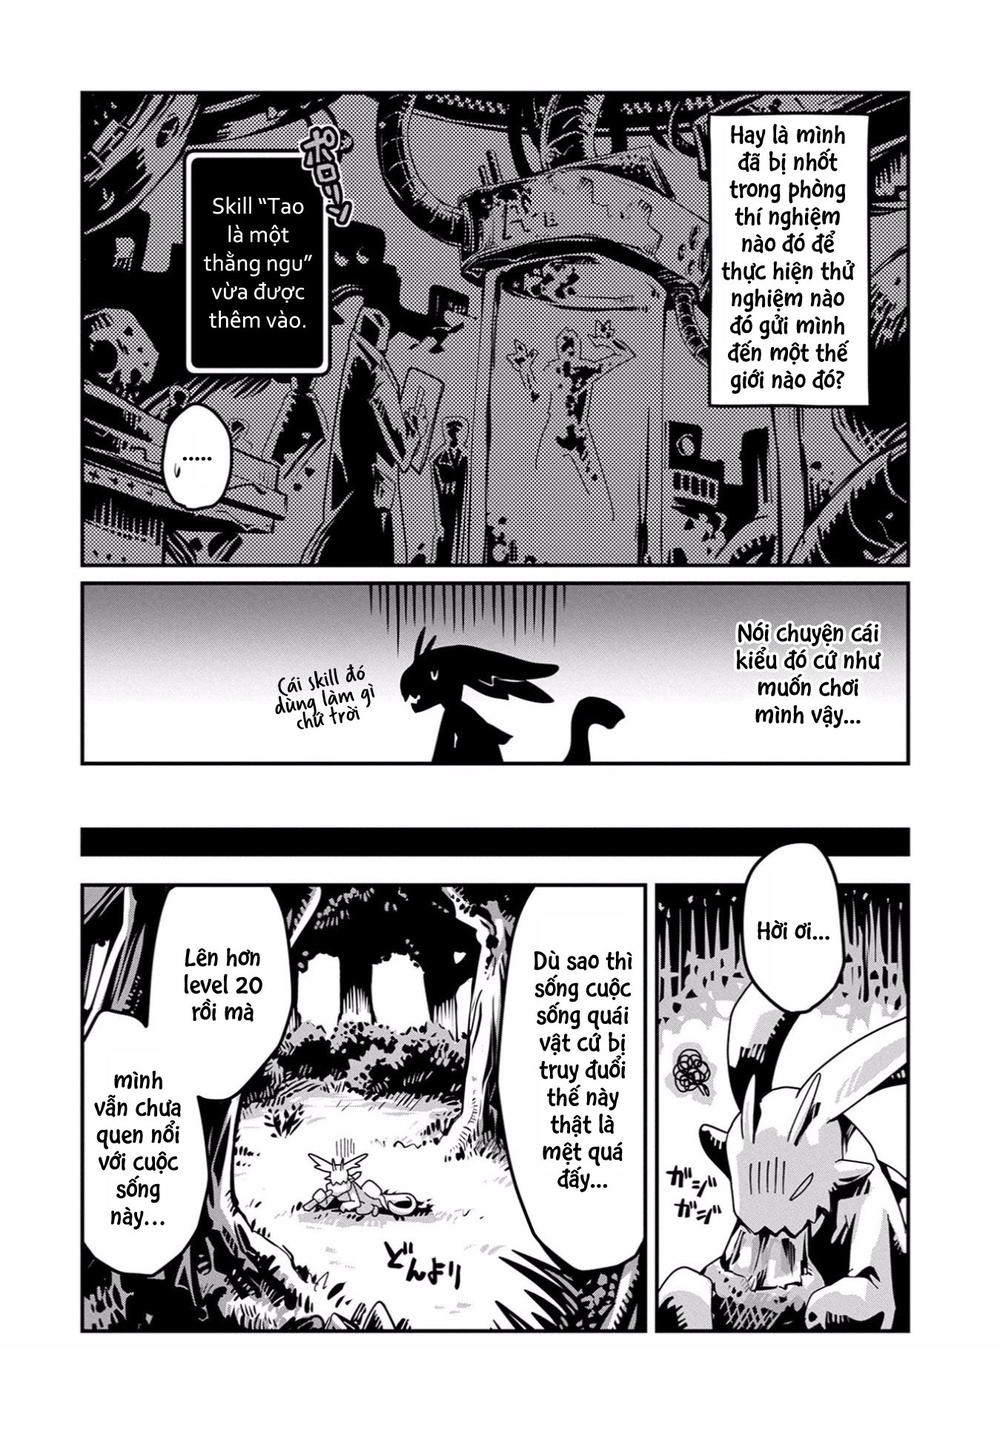 Hay là mình
đã bị nhốt
trong phòng
thí nghiệm
nào đó để
thực hiện thử
nghiệm nào
đó gửi mình
đến một thế
giới nào đó?
ポロンッ
Skill “Tao
là một
thằng ngu”
vừa được
thêm vào.
......
Nói chuyện cái
kiểu đó cứ như
muốn chơi
mình vậy...
Cái skill đó
dùng làm gì
chứ trời
Hời ơi...
ガジ
ガジ
Dù sao thì
sống cuộc
sống quái
vật cứ bị
truy đuổi
thế này
thật là
mệt quá
đấy...
Lên hơn
level 20
rồi mà
mình
vẫn chưa
quen nổi
với cuộc
sống
này...
どんより